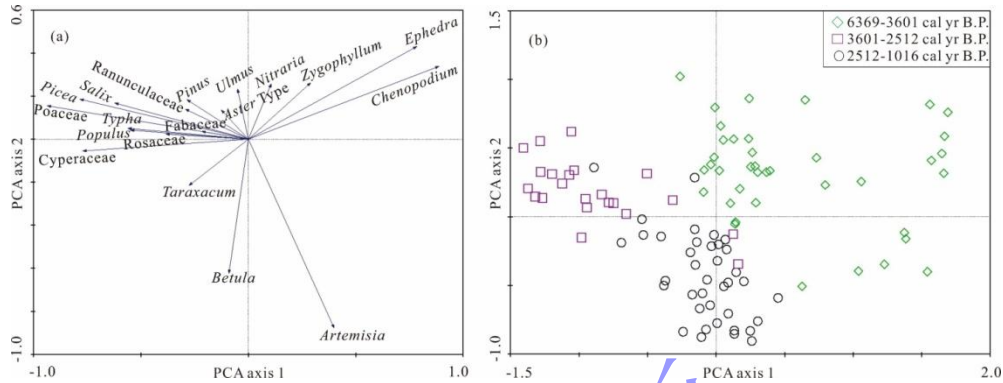 0.6
(a)
Ephedra
Ranunculaceae
Pinus
Ulmus
Nitraria
Zygophyllum
Chenopodium
Picea
Salix
Aster Type
Poaceae
Typha
Fabaceae
Populus
Rosaceae
Cyperaceae
Taraxacum
Betula
Artemisia
PCA axis 2
-1.0
-1.0
PCA axis 1
1.0
1.5
(b)
6369-3601 cal yr B.P.
3601-2512 cal yr B.P.
2512-1016 cal yr B.P.
PCA axis 2
-1.0
-1.5
PCA axis 1
2.0